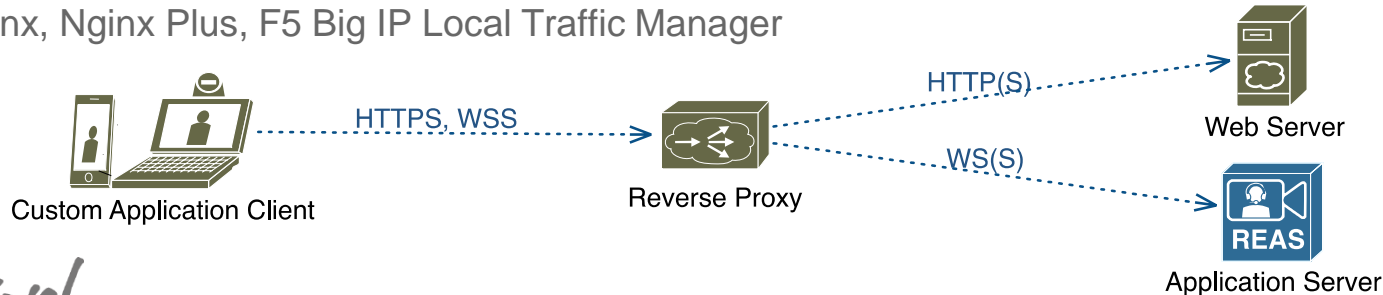 nx, Nginx Plus, F5 Big IP Local Traffic Manager
HTTPS, WSS
HTTP(S)
WS(S)
Custom Application Client
Reverse Proxy
Web Server
REAS
Application Server